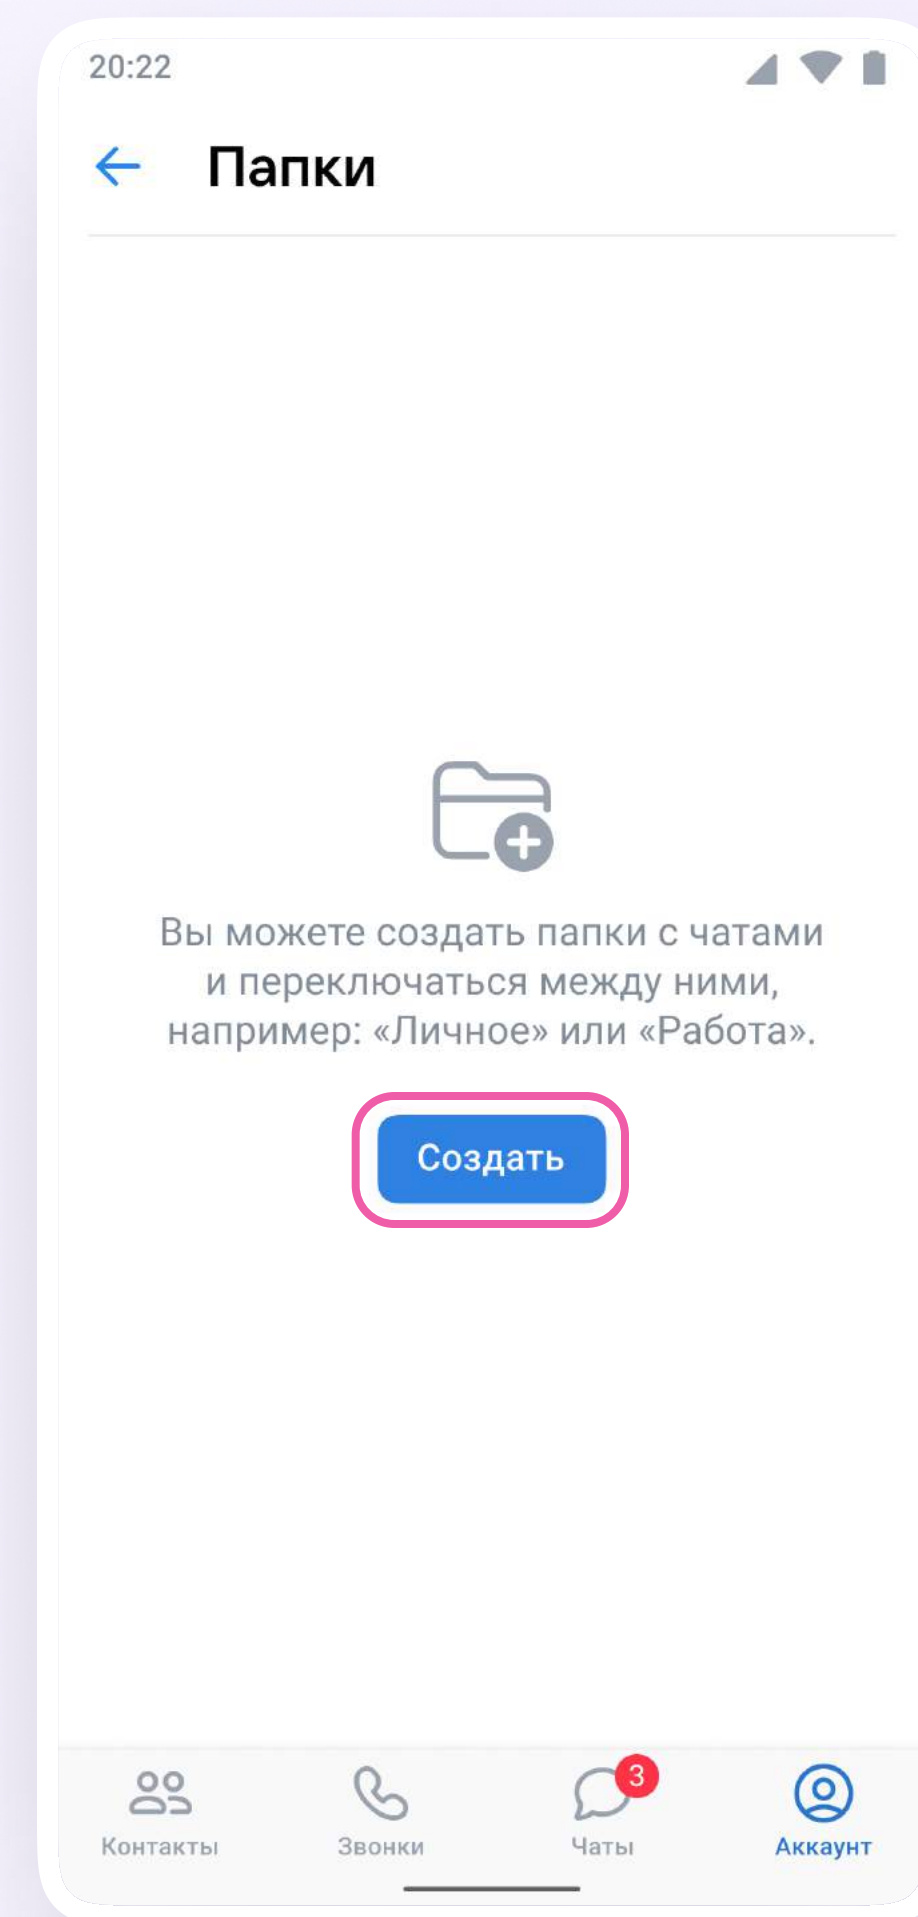 20:22
Папки
Вы можете создать папки с чатами
и переключаться между ними,
например: «Личное» или «Работа».
Создать
3
Контакты
Звонки
Чаты
Аккаунт